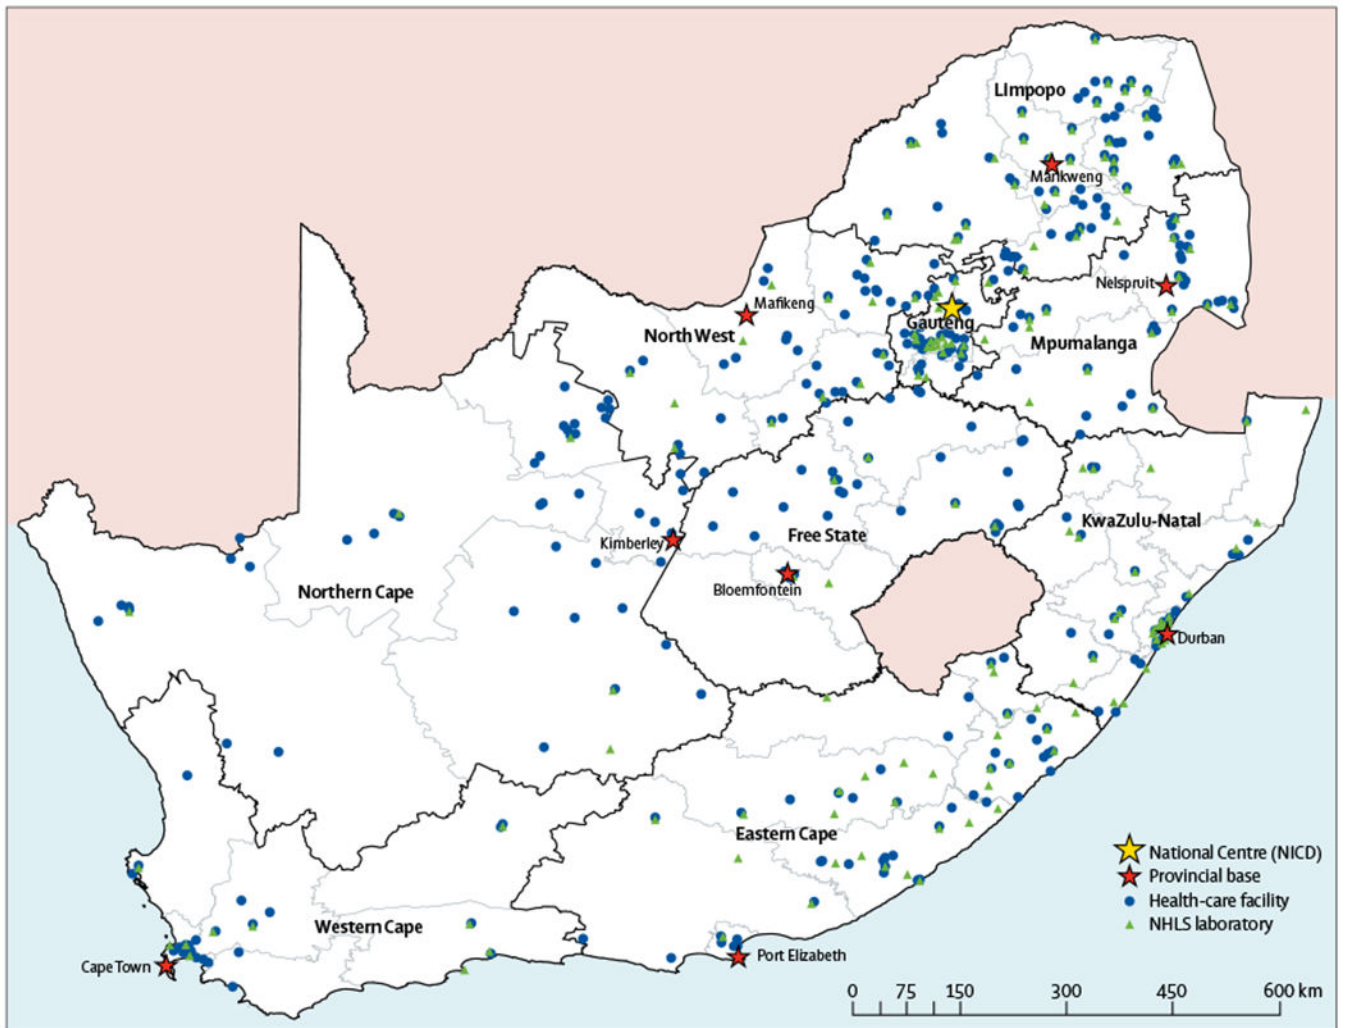 Limpopo
Mankweng
Nelspruit
Mafikeng
North West
Gauteng
Mpumalanga
Kimberley
Free State
KwaZulu-Natal
Northern Cape
Bloemfontein
Durban
Eastern Cape
National Centre (NICD)
Provincial base
Health-care facility
NHLS laboratory
Western Cape
Cape Town
Port Elizabeth
0 75 150 300 450 600 km